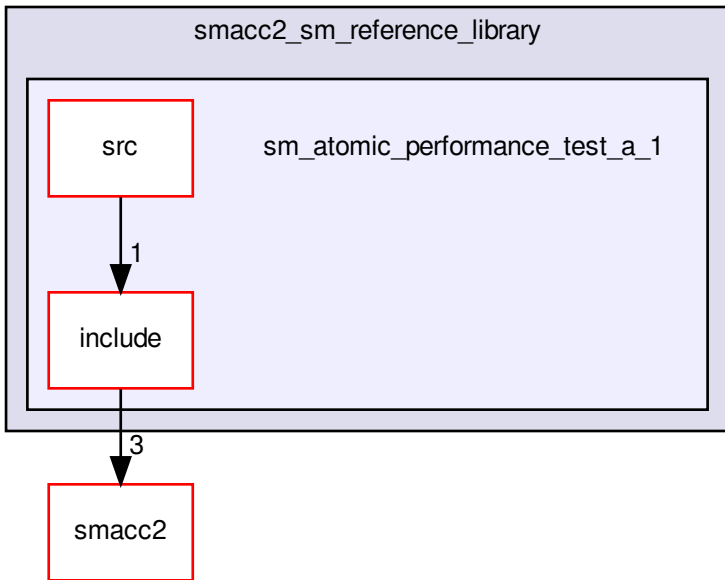 smacc2_sm_reference_library
src
sm_atomic_performance_test_a_1
1
include
3
smacc2